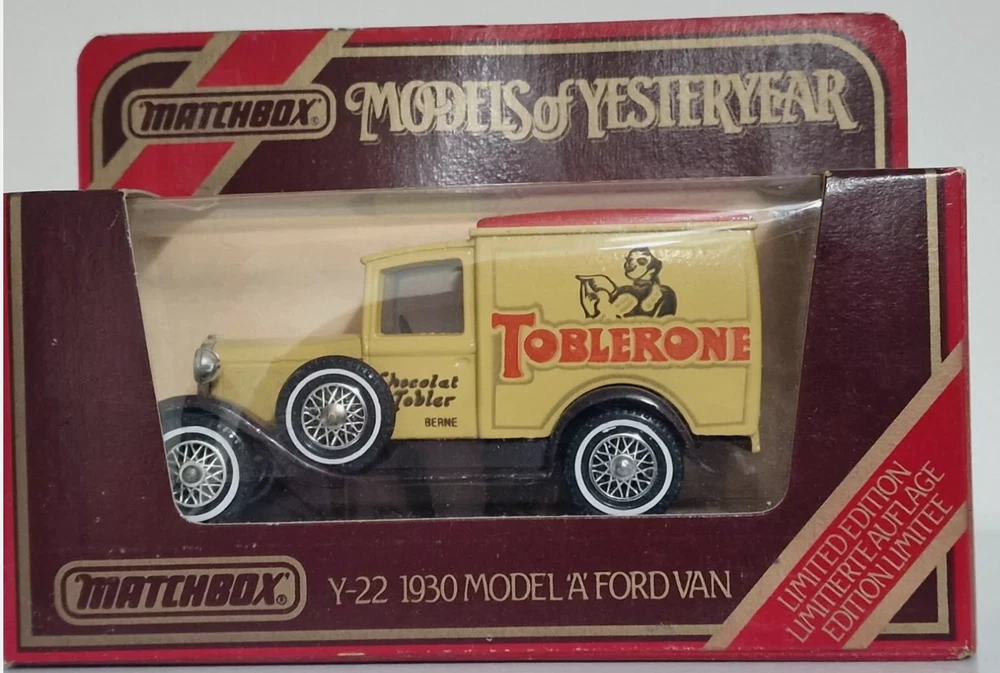 MATCHBOX
MODELS of YESTERYEAR
TOBLERONE
Chocolat
Tobler
BERNE
MATCHBOX®
Y-22 1930 MODEL 'A' FORD VAN
LIMITED EDITION
LIMITIERTE AUFLAGE
EDITION LIMITEE